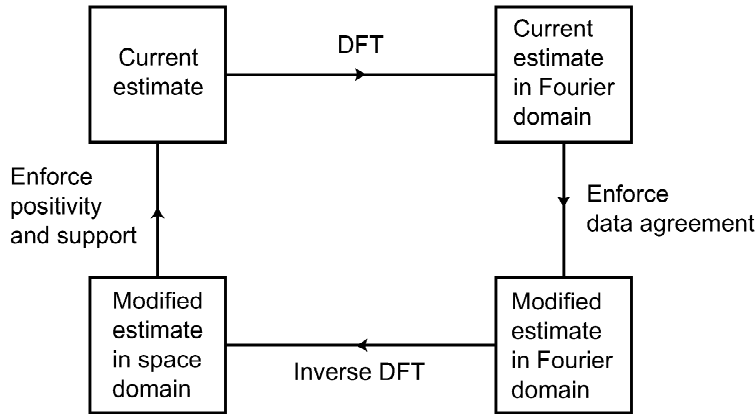 Current
estimate
DFT
Current
estimate
in Fourier
domain
Enforce
positivity
and support
Enforce
data agreement
Modified
estimate
in space
domain
Inverse DFT
Modified
estimate
in Fourier
domain